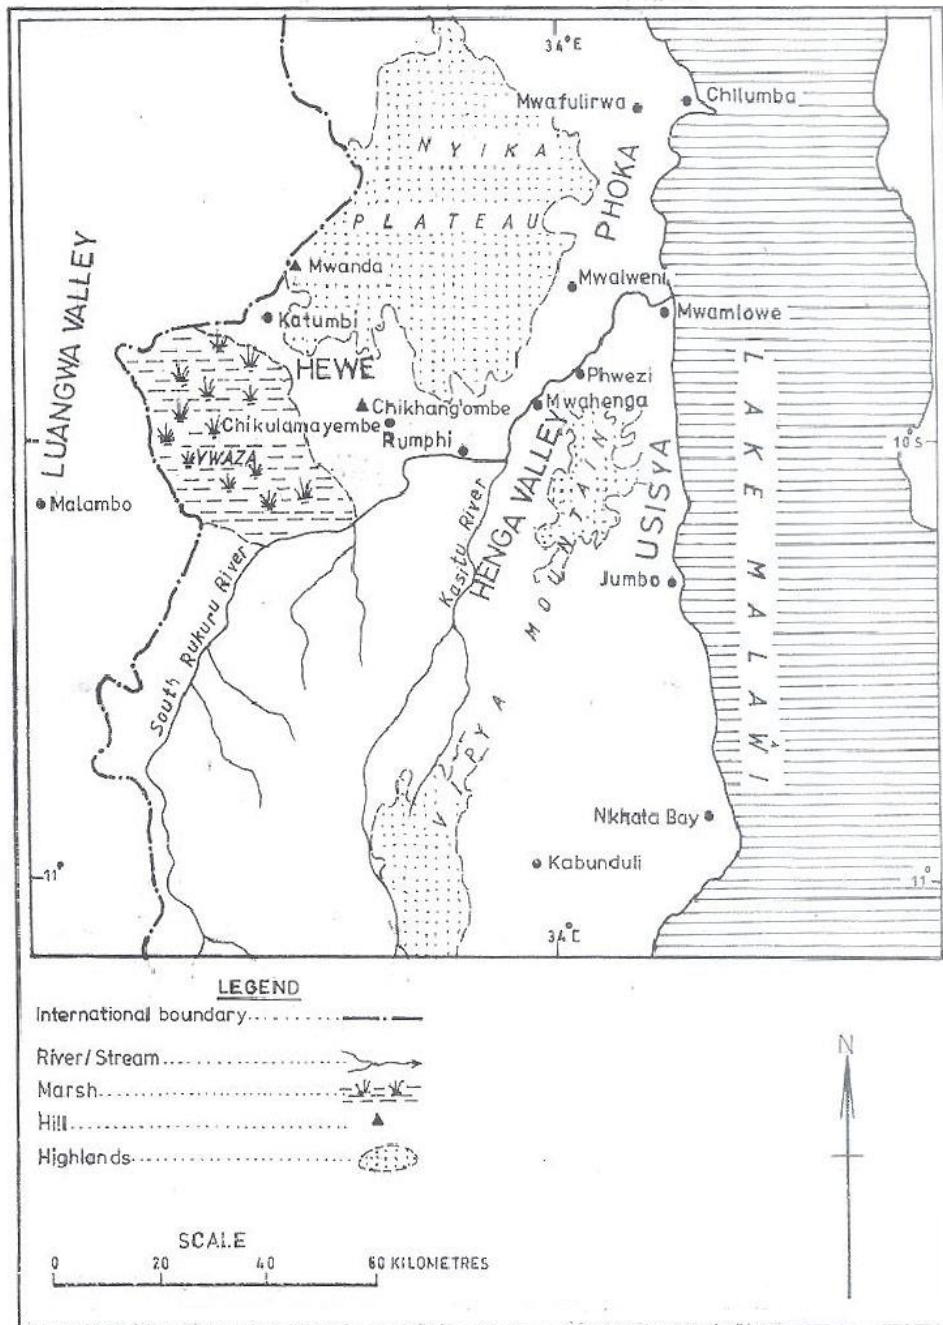 34°E
Mwafulirwa
Chilumba
NYIKA
PLATEAU
PHOKA
LUANGWA VALLEY
Mwanda
Mwalweni
Katumbi
Mwamlowe
HEWE
Phwezi
Chikhang'ombe
Mwahenga
Chikulamayembe
Rumphi
VWAZA
10°S
Malambo
Kasitu River
HENGA VALLEY
USISYA
LAKE MALAWI
South Rukuru River
Jumbo
VIPYA MOUNTAINS
Nkhata Bay
Kabunduli
11°
11°
34°E
LEGEND
International boundary
River/Stream
Marsh
Hill
Highlands
N
SCALE
0 20 40 60 KILOMETRES